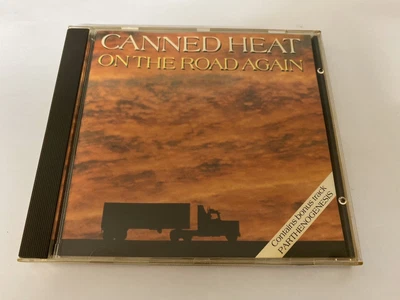 CANNED HEAT
ON THE ROAD AGAIN
Contains bonus track
PARTHENOGENESIS